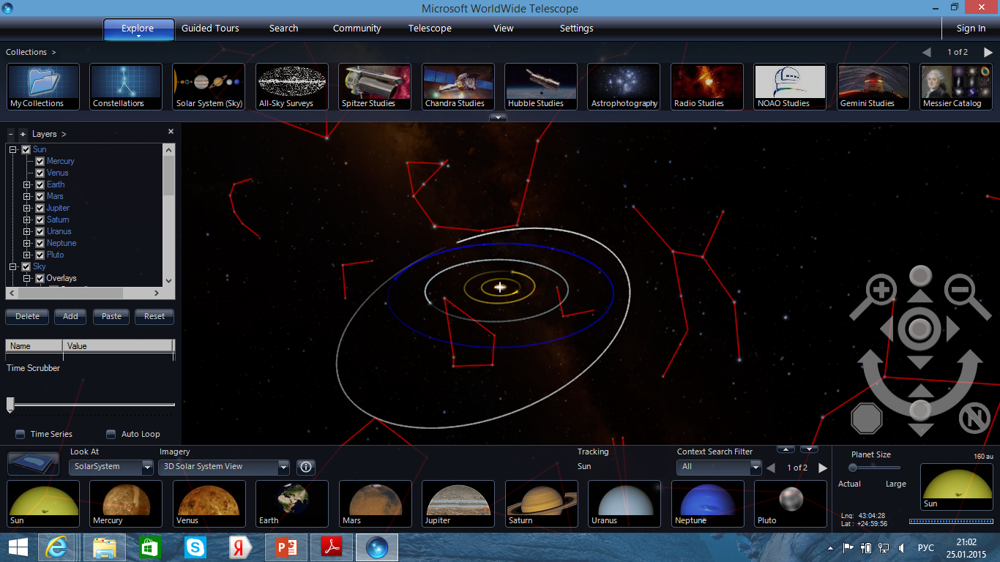 Microsoft WorldWide Telescope
Explore Guided Tours Search Community Telescope View Settings Sign In
Collections > 1 of 2
My Collections Constellations Solar System (Sky) All-Sky Surveys Spitzer Studies Chandra Studies Hubble Studies Astrophotography Radio Studies NOAO Studies Gemini Studies Messier Catalog
- + Layers >
Sun
Mercury
Venus
Earth
Mars
Jupiter
Saturn
Uranus
Neptune
Pluto
Sky
Overlays
Delete Add Paste Reset
Name Value
Time Scrubber
Time Series Auto Loop
N
Look At Imagery Tracking Context Search Filter Planet Size
SolarSystem 3D Solar System View Sun All 1 of 2 160 au
Actual Large
Sun Mercury Venus Earth Mars Jupiter Saturn Uranus Neptune Pluto Sun
Lnq: 43:04:28
Lat : +24:59:56
РУС
21:02
25.01.2015